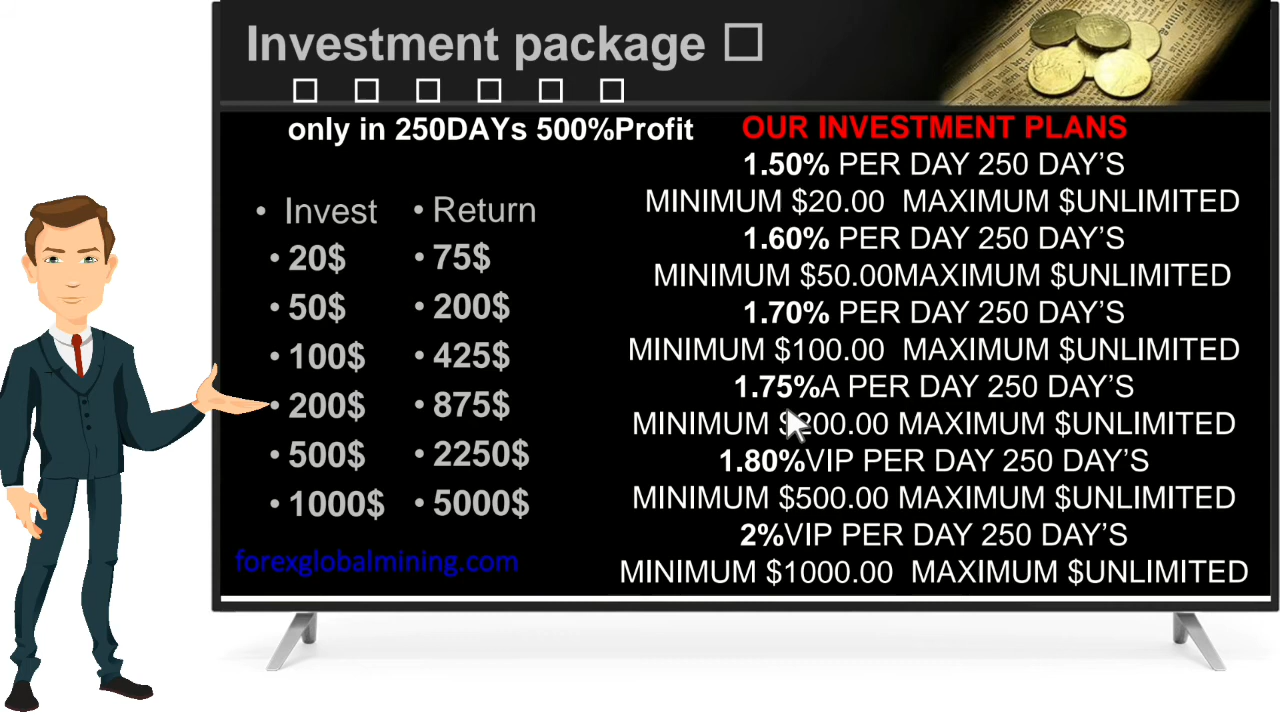 Investment package
only in 250DAYs 500%Profit
Invest
20$
50$
100$
200$
500$
1000$
Return
75$
200$
425$
875$
2250$
5000$
forexglobalmining.com
OUR INVESTMENT PLANS
1.50% PER DAY 250 DAY’S
MINIMUM $20.00 MAXIMUM $UNLIMITED
1.60% PER DAY 250 DAY’S
MINIMUM $50.00MAXIMUM $UNLIMITED
1.70% PER DAY 250 DAY’S
MINIMUM $100.00 MAXIMUM $UNLIMITED
1.75%A PER DAY 250 DAY’S
MINIMUM $200.00 MAXIMUM $UNLIMITED
1.80%VIP PER DAY 250 DAY’S
MINIMUM $500.00 MAXIMUM $UNLIMITED
2%VIP PER DAY 250 DAY’S
MINIMUM $1000.00 MAXIMUM $UNLIMITED